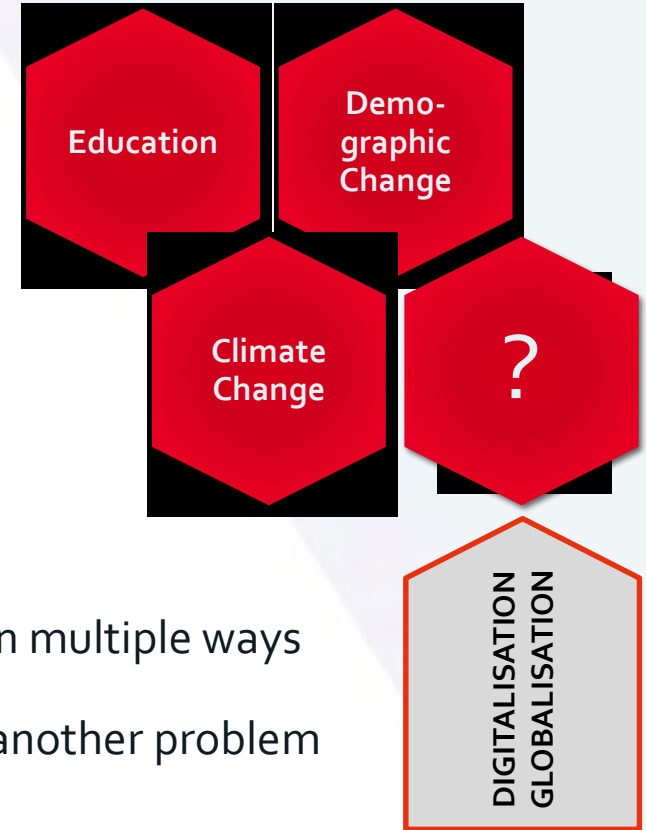 Education
Demo-
graphic
Change
Climate
Change
?
n multiple ways
another problem
DIGITALISATION
GLOBALISATION